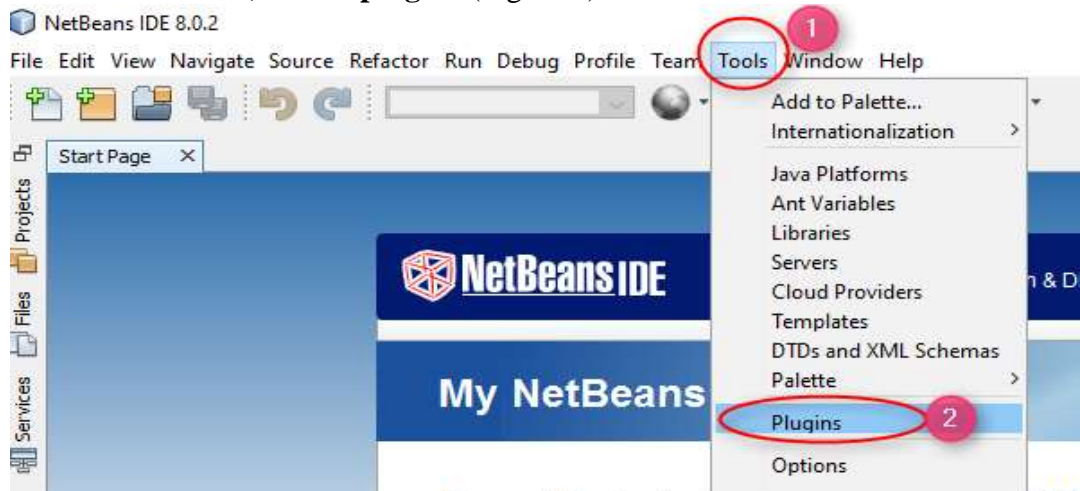 NetBeans IDE 8.0.2
1
File Edit View Navigate Source Refactor Run Debug Profile Team Tools Window Help
Add to Palette...
Internationalization
Start Page
Java Platforms
Ant Variables
Libraries
Servers
Cloud Providers
Templates
DTDs and XML Schemas
Palette
Plugins 2
Options
Projects
Files
Services
NetBeans IDE
& D
My NetBeans